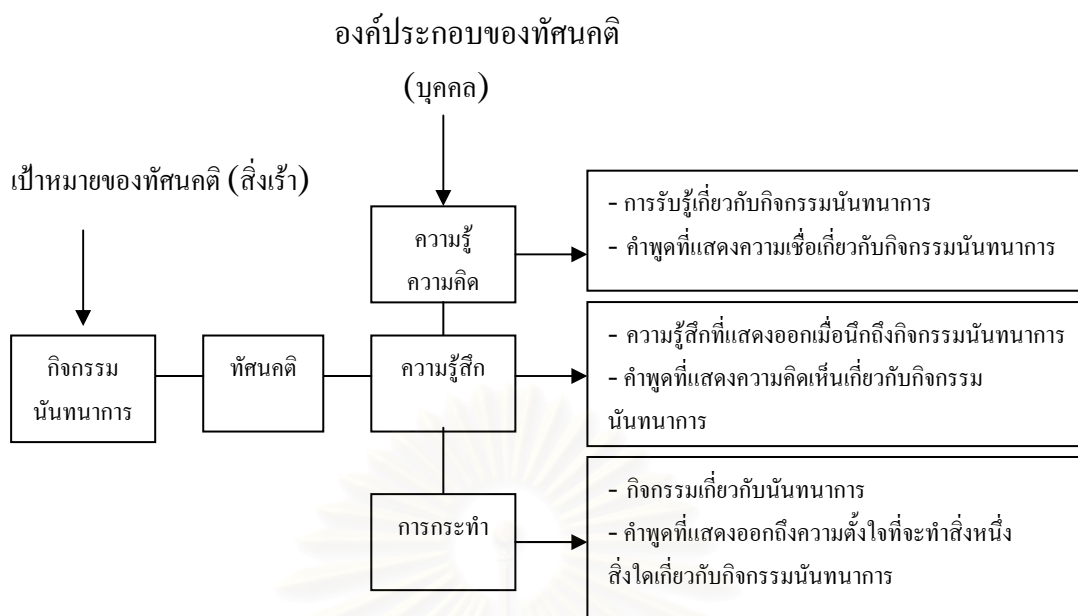 องค์ประกอบของทัศนคติ
(บุคคล)
เป้าหมายของทัศนคติ (สิ่งเร้า)
ความรู้
ความคิด
- การรับรู้เกี่ยวกับกิจกรรมนันทนาการ
- คำพูดที่แสดงความเชื่อเกี่ยวกับกิจกรรมนันทนาการ
กิจกรรม
นันทนาการ
ทัศนคติ
ความรู้สึก
- ความรู้สึกที่แสดงออกเมื่อนึกถึงกิจกรรมนันทนาการ
- คำพูดที่แสดงความคิดเห็นเกี่ยวกับกิจกรรม
นันทนาการ
การกระทำ
- กิจกรรมเกี่ยวกับนันทนาการ
- คำพูดที่แสดงออกถึงความตั้งใจที่จะทำสิ่งหนึ่ง
สิ่งใดเกี่ยวกับกิจกรรมนันทนาการ